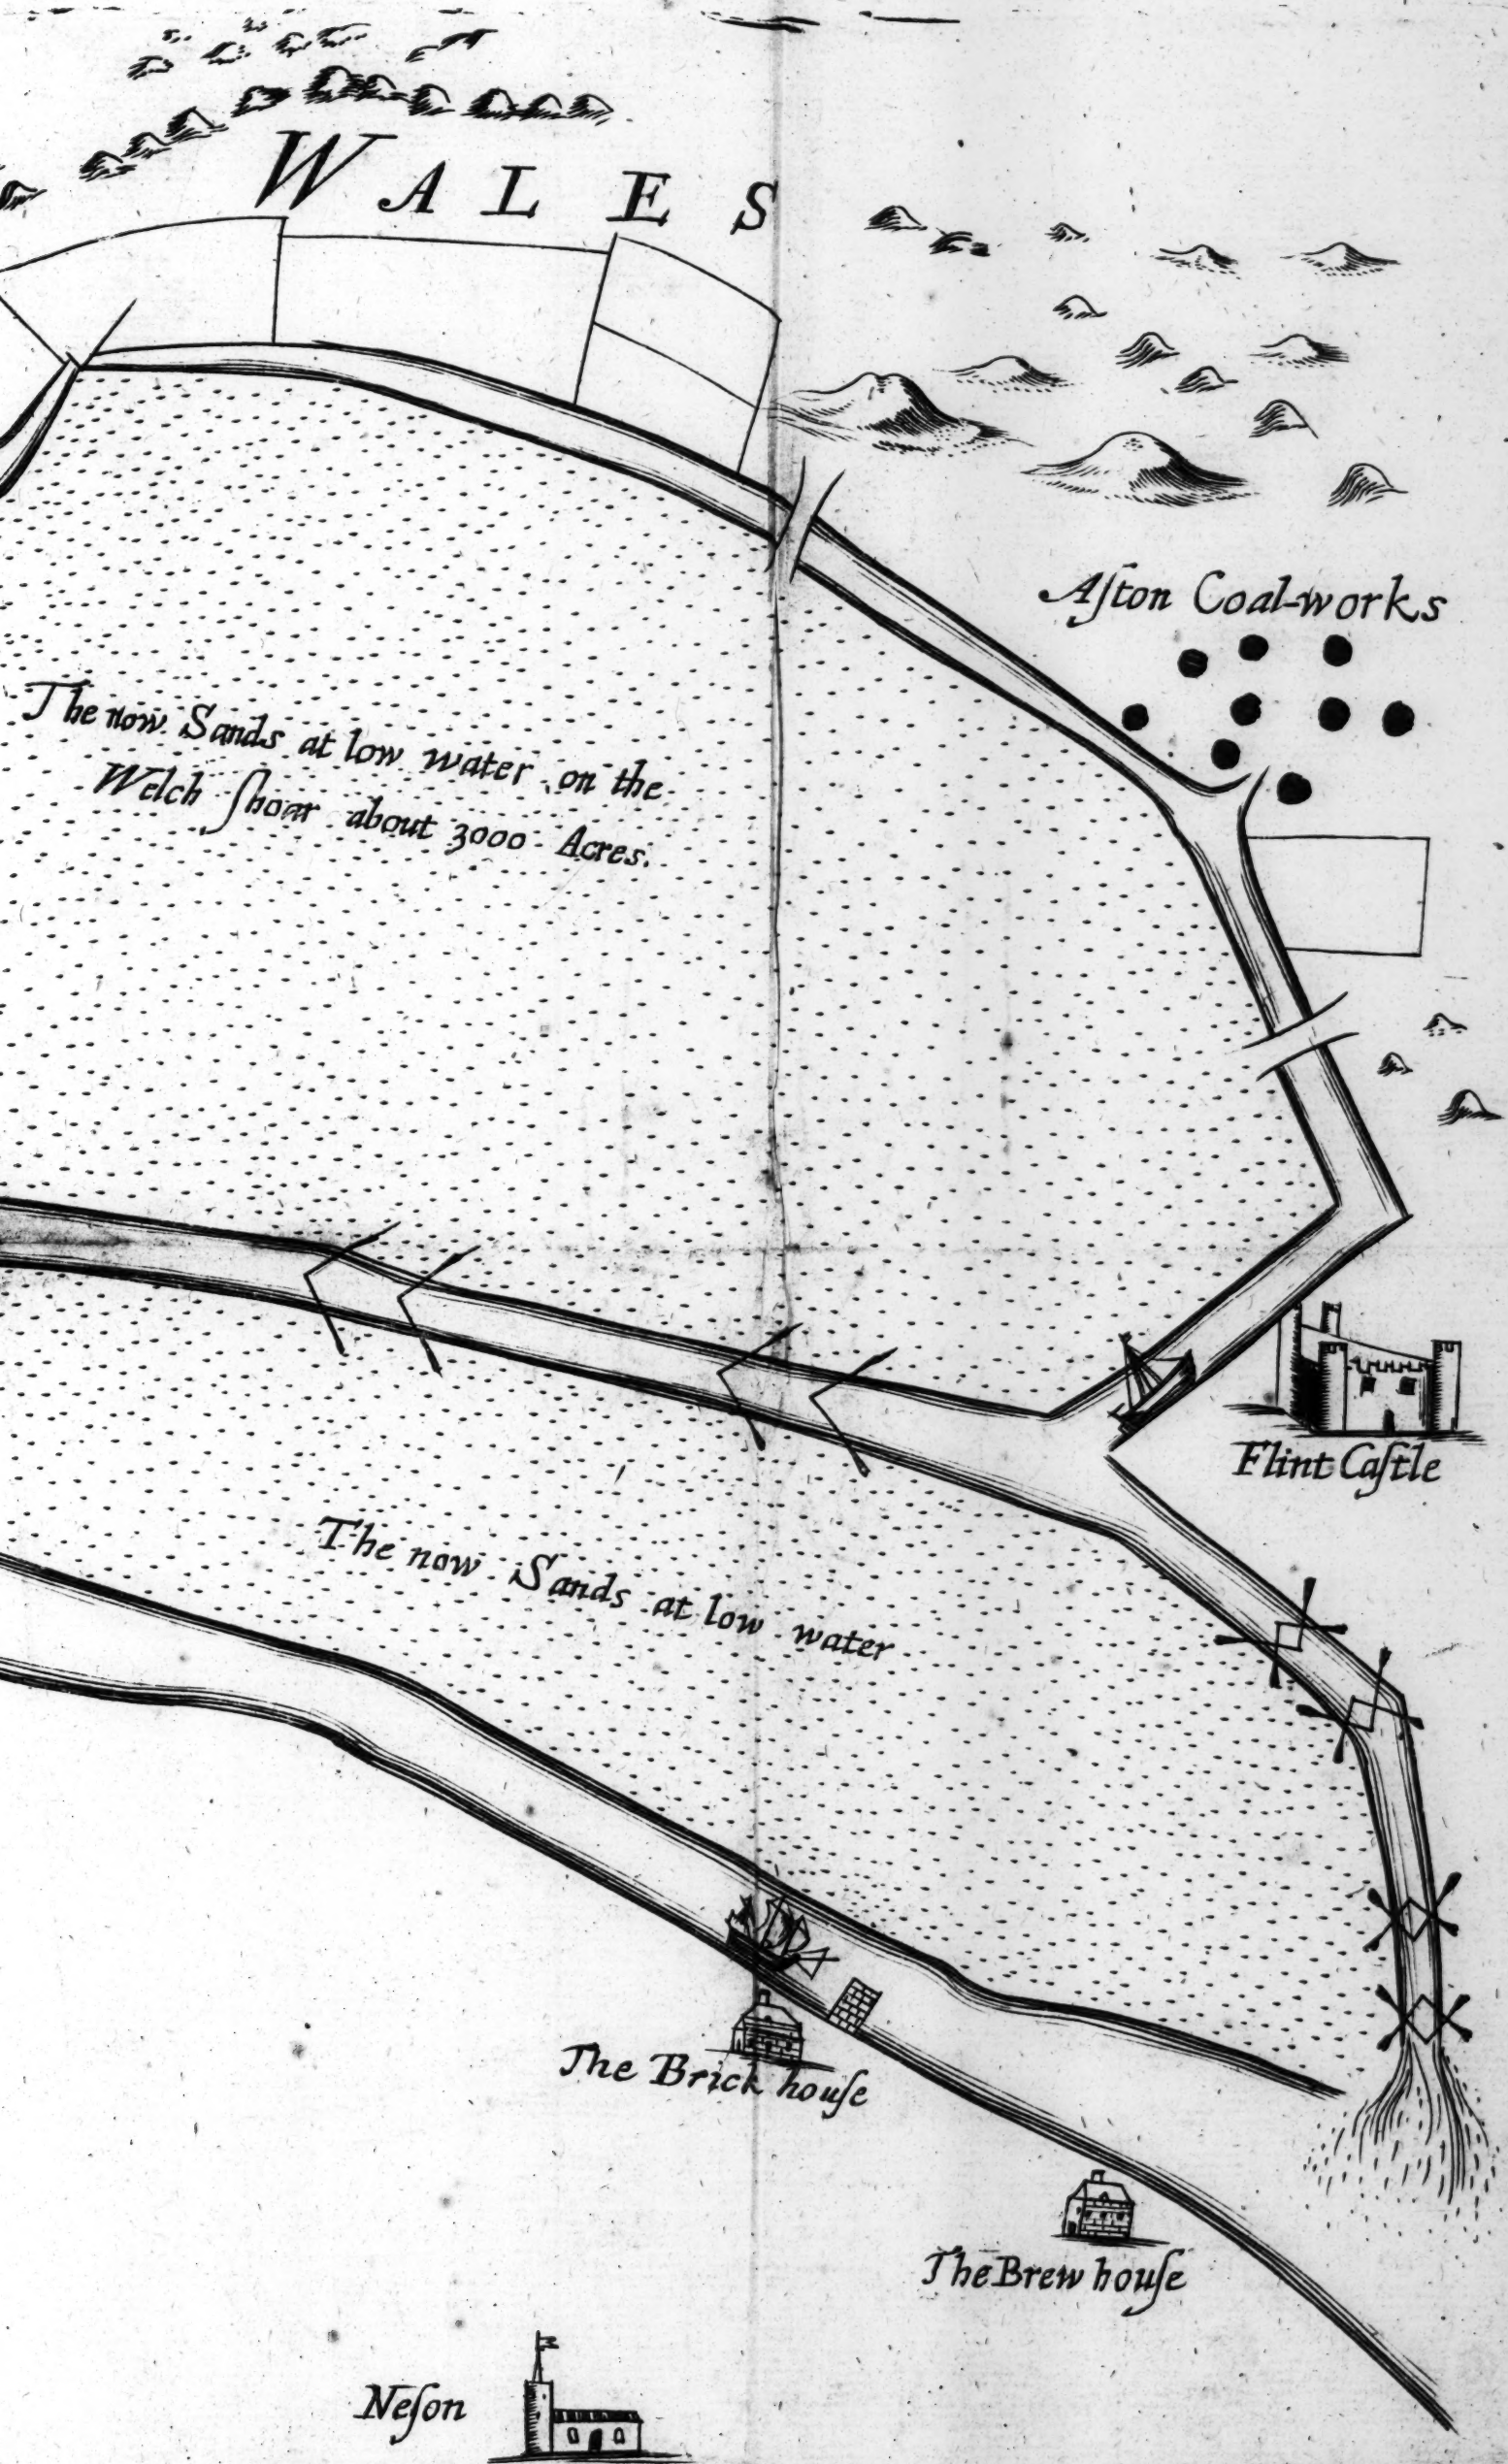 WALES
Aſton Coal-works
The now Sands at low water on the
Welch ſhoar about 3000 Acres.
Flint Caſtle
The now Sands at low water
The Brick houſe
The Brew houſe
Neſon